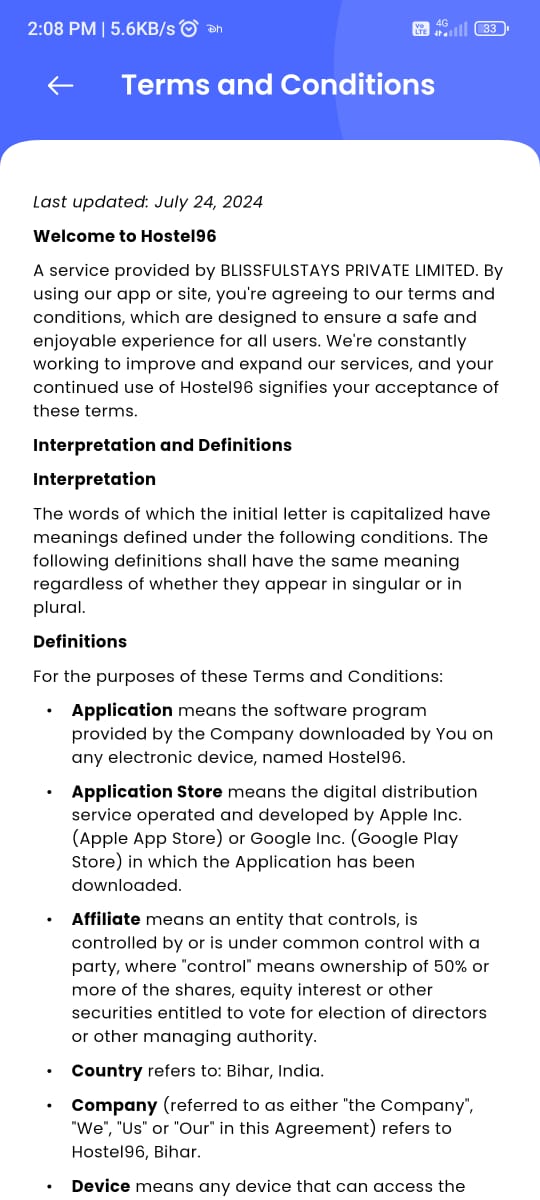 2:08 PM | 5.6KB/s
Vo LTE 4G 33
Terms and Conditions
Last updated: July 24, 2024
Welcome to Hostel96
A service provided by BLISSFULSTAYS PRIVATE LIMITED. By
using our app or site, you're agreeing to our terms and
conditions, which are designed to ensure a safe and
enjoyable experience for all users. We're constantly
working to improve and expand our services, and your
continued use of Hostel96 signifies your acceptance of
these terms.
Interpretation and Definitions
Interpretation
The words of which the initial letter is capitalized have
meanings defined under the following conditions. The
following definitions shall have the same meaning
regardless of whether they appear in singular or in
plural.
Definitions
For the purposes of these Terms and Conditions:
• Application means the software program
provided by the Company downloaded by You on
any electronic device, named Hostel96.
• Application Store means the digital distribution
service operated and developed by Apple Inc.
(Apple App Store) or Google Inc. (Google Play
Store) in which the Application has been
downloaded.
• Affiliate means an entity that controls, is
controlled by or is under common control with a
party, where "control" means ownership of 50% or
more of the shares, equity interest or other
securities entitled to vote for election of directors
or other managing authority.
• Country refers to: Bihar, India.
• Company (referred to as either "the Company",
"We", "Us" or "Our" in this Agreement) refers to
Hostel96, Bihar.
• Device means any device that can access the